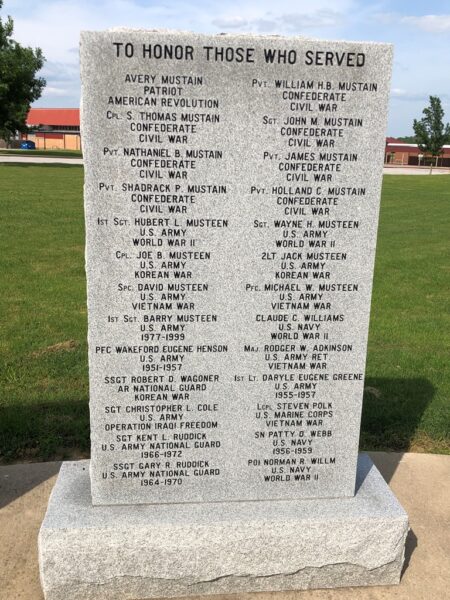 TO HONOR THOSE WHO SERVED
AVERY MUSTAIN
PATRIOT
AMERICAN REVOLUTION
CPL. S. THOMAS MUSTAIN
CONFEDERATE
CIVIL WAR
PVT. NATHANIEL B. MUSTAIN
CONFEDERATE
CIVIL WAR
PVT. SHADRACK P. MUSTAIN
CONFEDERATE
CIVIL WAR
1ST SGT. HUBERT L. MUSTEEN
U.S. ARMY
WORLD WAR II
CPL. JOE B. MUSTEEN
U.S. ARMY
KOREAN WAR
SPC. DAVID MUSTEEN
U.S. ARMY
VIETNAM WAR
1ST SGT. BARRY MUSTEEN
U.S. ARMY
1977-1999
PFC WAKEFORD EUGENE HENSON
U.S. ARMY
1951-1957
SSGT ROBERT D. WAGONER
AR NATIONAL GUARD
KOREAN WAR
SGT CHRISTOPHER L. COLE
U.S. ARMY
OPERATION IRAQI FREEDOM
SGT KENT L. RUDDICK
U.S. ARMY NATIONAL GUARD
1966-1972
SSGT GARY R. RUDDICK
U.S. ARMY NATIONAL GUARD
1964-1970
PVT. WILLIAM H.B. MUSTAIN
CONFEDERATE
CIVIL WAR
SGT. JOHN M. MUSTAIN
CONFEDERATE
CIVIL WAR
PVT. JAMES MUSTAIN
CONFEDERATE
CIVIL WAR
PVT. HOLLAND C. MUSTAIN
CONFEDERATE
CIVIL WAR
SGT. WAYNE H. MUSTEEN
U.S. ARMY
WORLD WAR II
2LT JACK MUSTEEN
U.S. ARMY
KOREAN WAR
PFC. MICHAEL W. MUSTEEN
U.S. ARMY
VIETNAM WAR
CLAUDE C. WILLIAMS
U.S. NAVY
WORLD WAR II
MAJ. RODGER W. ADKINSON
U.S. ARMY RET.
VIETNAM WAR
1ST LT. DARYLE EUGENE GREENE
U.S. ARMY
1955-1957
LCPL STEVEN POLK
U.S. MARINE CORPS
VIETNAM WAR
SN PATTY D. WEBB
U.S. NAVY
1956-1959
PO1 NORMAN R. WILLM
U.S. NAVY
WORLD WAR II